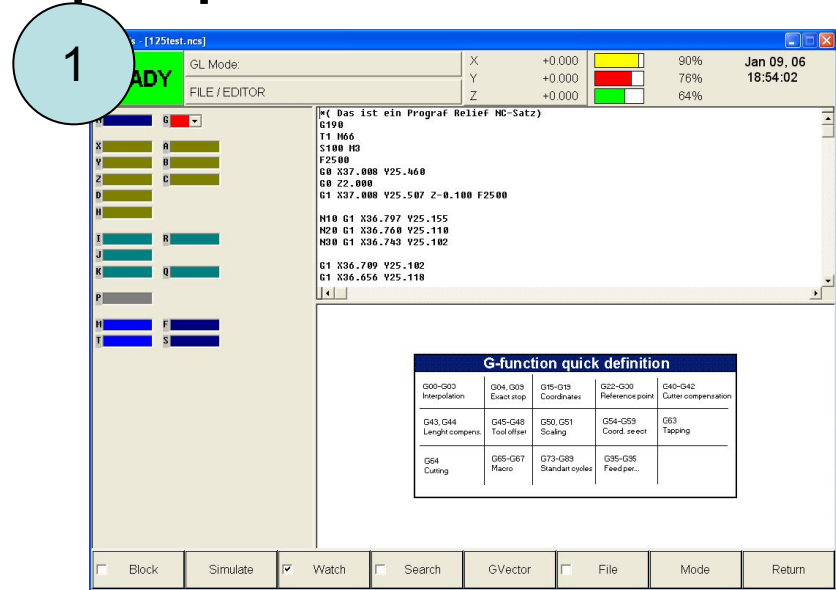 1
- [125test.ncs]
ADY
GL Mode:
FILE / EDITOR
X +0.000 90%
Y +0.000 76%
Z +0.000 64%
Jan 09, 06
18:54:02
G
X A
Y B
Z C
D
H
I R
J
K Q
P
M F
T S
*( Das ist ein Prograf Relief NC-Satz)
G190
T1 M66
S100 M3
F2500
G0 X37.008 Y25.460
G0 Z2.000
G1 X37.008 Y25.507 Z-0.100 F2500
N10 G1 X36.797 Y25.155
N20 G1 X36.760 Y25.110
N30 G1 X36.743 Y25.102
G1 X36.709 Y25.102
G1 X36.656 Y25.118
G-function quick definition
G00-G03 G04, G09 G15-G19 G22-G30 G40-G42
Interpolation Exact stop Coordinates Reference point Cutter compensation
G43, G44 G45-G48 G50, G51 G54-G59 G63
Lenght compens. Tool offset Scaling Coord. select Tapping
G64 G65-G67 G73-G89 G95-G95
Cutting Macro Standart cycles Feed per...
Block Simulate Watch Search GVector File Mode Return